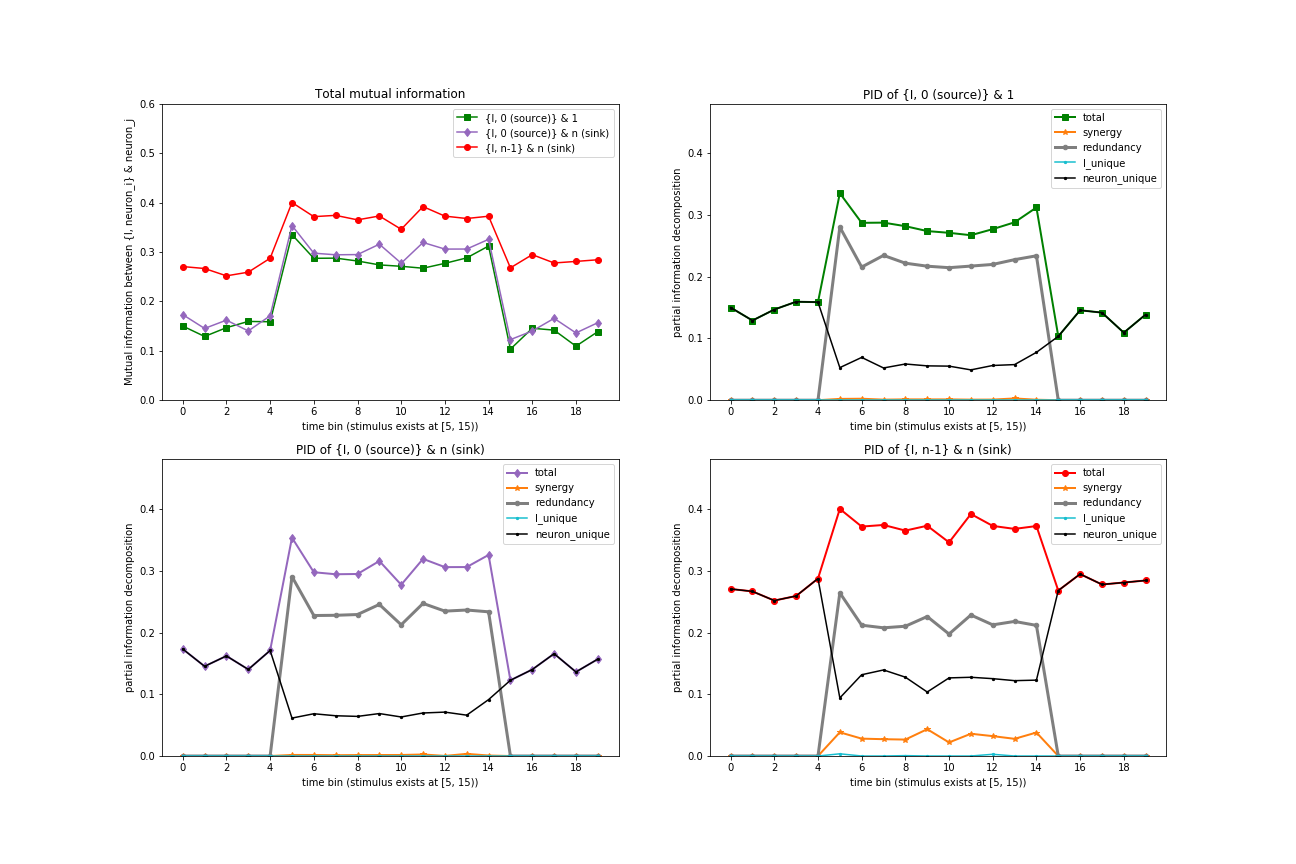 Total mutual information
Mutual information between {I, neuron_i} & neuron_j
0.6
0.5
0.4
0.3
0.2
0.1
0.0
{I, 0 (source)} & 1
{I, 0 (source)} & n (sink)
{I, n-1} & n (sink)
0 2 4 6 8 10 12 14 16 18
time bin (stimulus exists at [5, 15))
PID of {I, 0 (source)} & 1
partial information decomposition
0.4
0.3
0.2
0.1
0.0
total
synergy
redundancy
I_unique
neuron_unique
0 2 4 6 8 10 12 14 16 18
time bin (stimulus exists at [5, 15))
PID of {I, 0 (source)} & n (sink)
partial information decomposition
0.4
0.3
0.2
0.1
0.0
total
synergy
redundancy
I_unique
neuron_unique
0 2 4 6 8 10 12 14 16 18
time bin (stimulus exists at [5, 15))
PID of {I, n-1} & n (sink)
partial information decomposition
0.4
0.3
0.2
0.1
0.0
total
synergy
redundancy
I_unique
neuron_unique
0 2 4 6 8 10 12 14 16 18
time bin (stimulus exists at [5, 15))